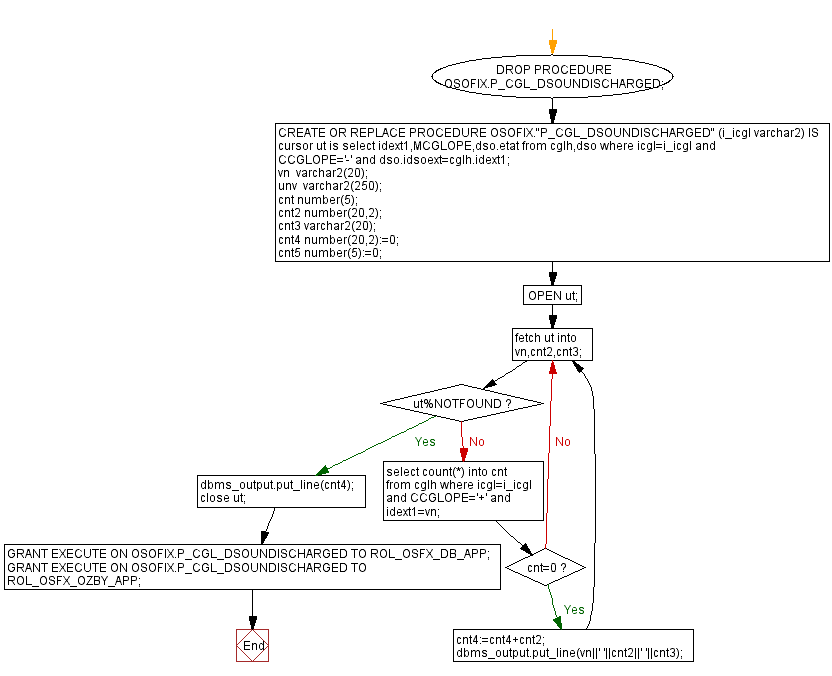 DROP PROCEDURE
OSOFIX.P_CGL_DSOUNDISCHARGED;
CREATE OR REPLACE PROCEDURE OSOFIX."P_CGL_DSOUNDISCHARGED" (i_icgl varchar2) IS
cursor ut is select idext1,MCGLOPE,dso.etat from cglh,dso where icgl=i_icgl and
CCGLOPE='-' and dso.idsoext=cglh.idext1;
vn  varchar2(20);
unv  varchar2(250);
cnt number(5);
cnt2 number(20,2);
cnt3 varchar2(20);
cnt4 number(20,2):=0;
cnt5 number(5):=0;
OPEN ut;
fetch ut into
vn,cnt2,cnt3;
ut%NOTFOUND ?
Yes
No
No
dbms_output.put_line(cnt4);
close ut;
select count(*) into cnt
from cglh where icgl=i_icgl
and CCGLOPE='+' and
idext1=vn;
GRANT EXECUTE ON OSOFIX.P_CGL_DSOUNDISCHARGED TO ROL_OSFX_DB_APP;
GRANT EXECUTE ON OSOFIX.P_CGL_DSOUNDISCHARGED TO
ROL_OSFX_OZBY_APP;
cnt=0 ?
Yes
cnt4:=cnt4+cnt2;
dbms_output.put_line(vn||' '||cnt2||' '||cnt3);
End